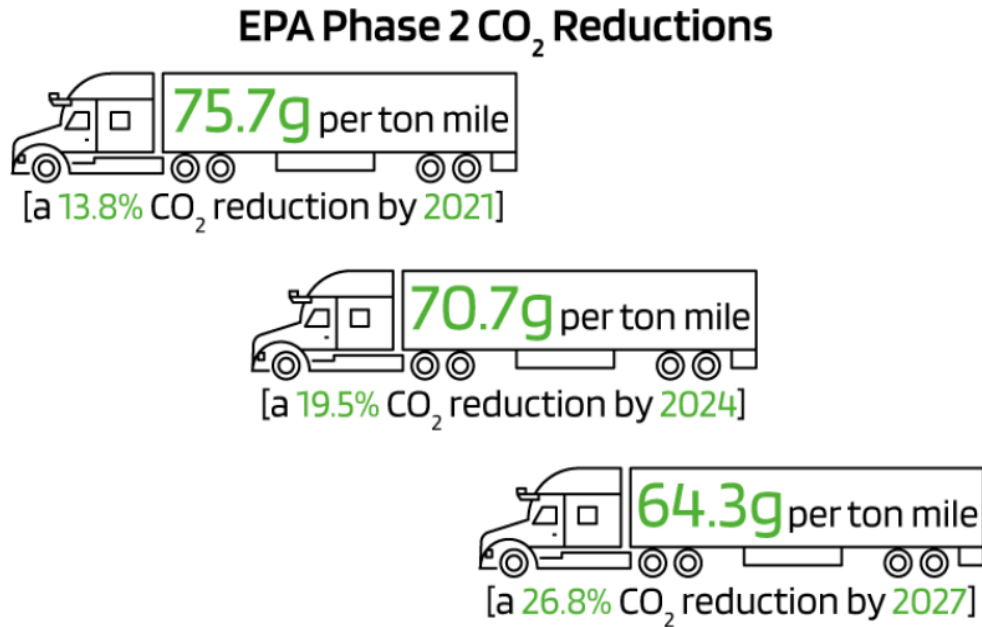 EPA Phase 2 CO₂ Reductions
75.7g per ton mile
[a 13.8% CO₂ reduction by 2021]
70.7g per ton mile
[a 19.5% CO₂ reduction by 2024]
64.3g per ton mile
[a 26.8% CO₂ reduction by 2027]